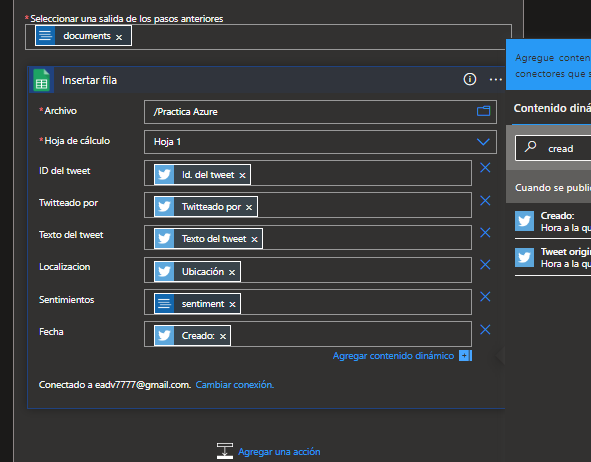 * Seleccionar una salida de los pasos anteriores
documents ×
Agregue conten
conectores que s
Insertar fila
Contenido diná
* Archivo /Practica Azure
* Hoja de cálculo Hoja 1
cread
ID del tweet Id. del tweet ×
Cuando se public
Twitteado por Twitteado por ×
Creado:
Hora a la qu
Texto del tweet Texto del tweet ×
Tweet origin
Hora a la qu
Localizacion Ubicación ×
Sentimientos sentiment ×
Fecha Creado: ×
Agregar contenido dinámico
Conectado a eadv7777@gmail.com. Cambiar conexión.
Agregar una acción